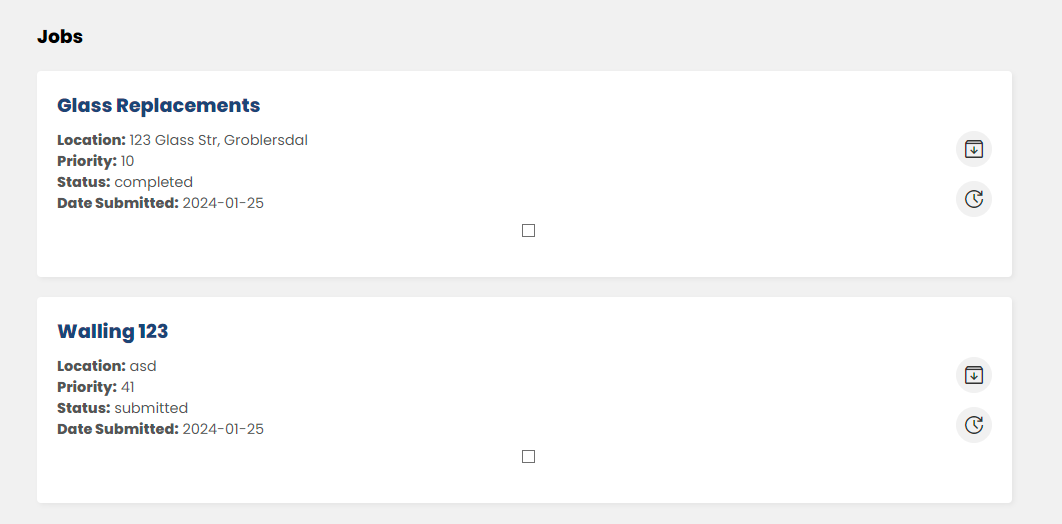 Jobs
Glass Replacements
Location: 123 Glass Str, Groblersdal
Priority: 10
Status: completed
Date Submitted: 2024-01-25
Walling 123
Location: asd
Priority: 41
Status: submitted
Date Submitted: 2024-01-25